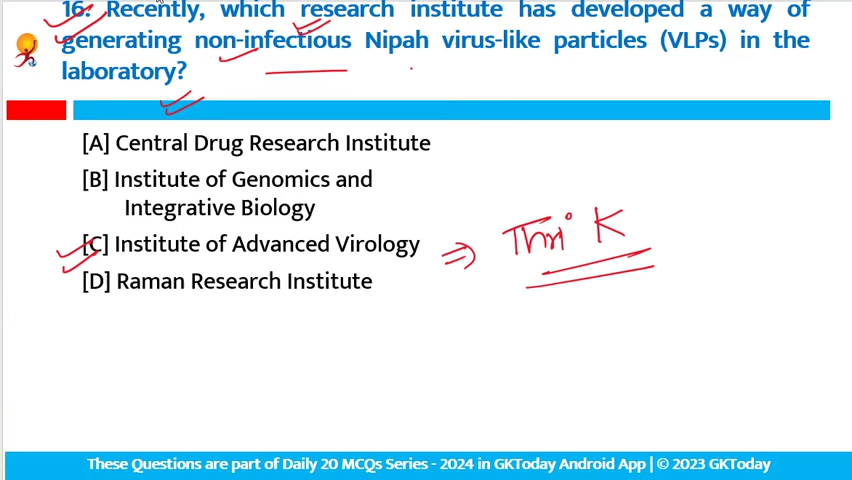 16. Recently, which research institute has developed a way of
generating non-infectious Nipah virus-like particles (VLPs) in the
laboratory?
[A] Central Drug Research Institute
[B] Institute of Genomics and
Integrative Biology
[C] Institute of Advanced Virology
⇒ Thri K
[D] Raman Research Institute
These Questions are part of Daily 20 MCQs Series - 2024 in GKToday Android App | © 2023 GKToday